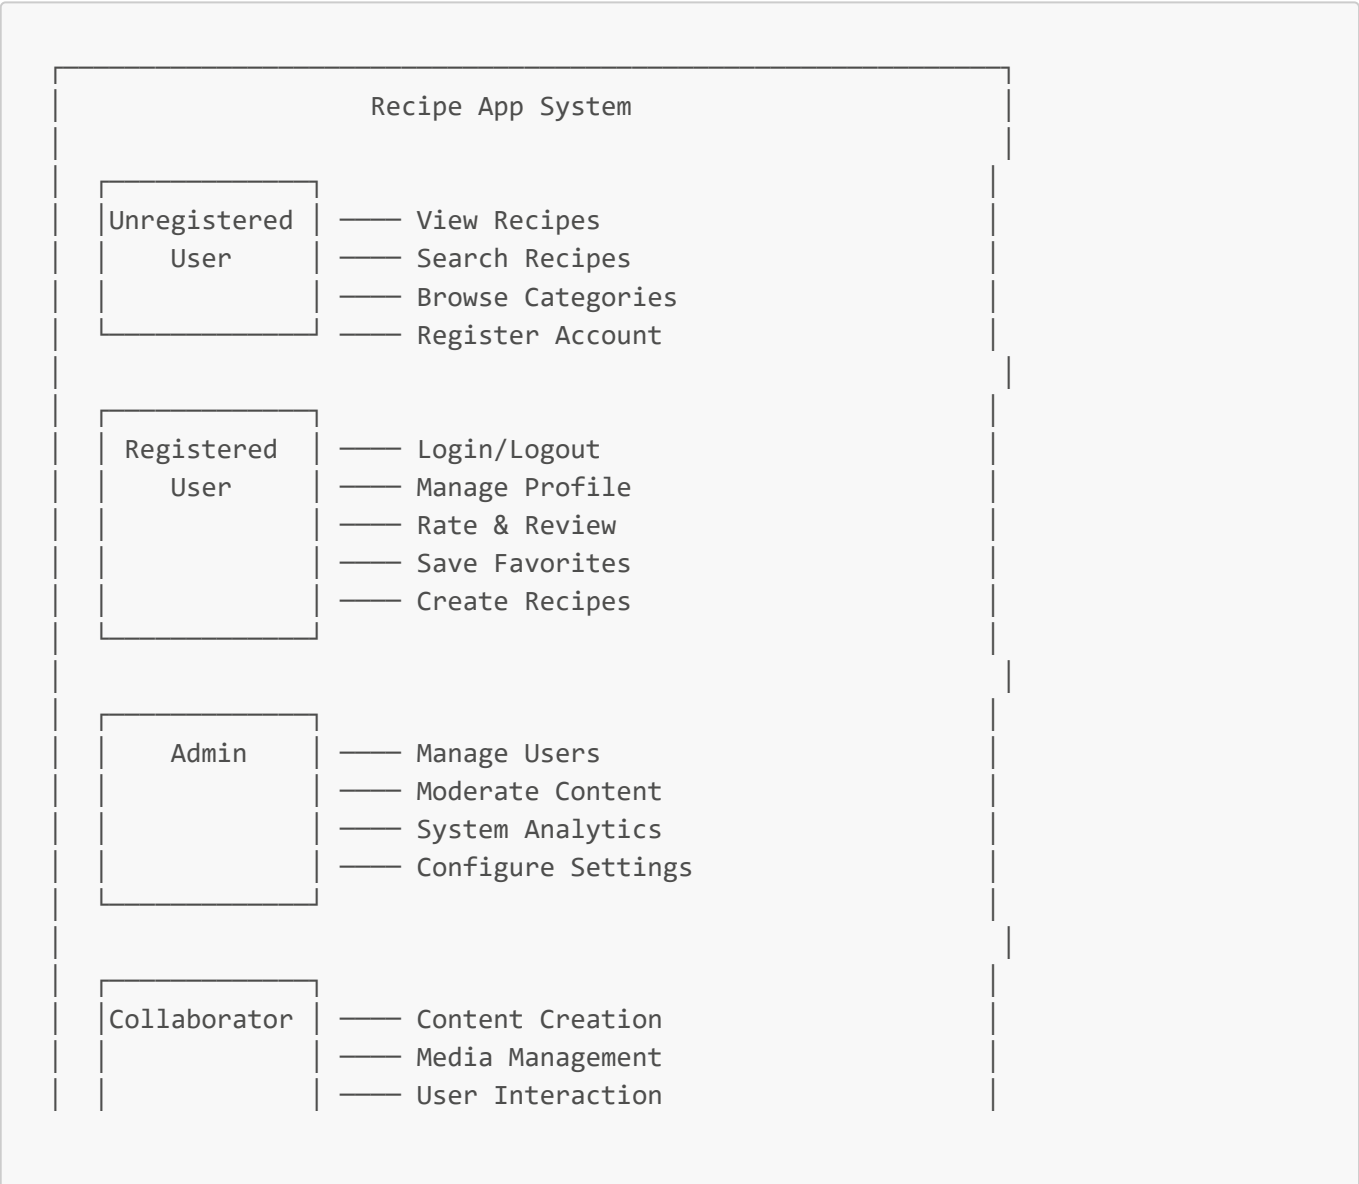 Recipe App System
Unregistered ──── View Recipes
User ──── Search Recipes
──── Browse Categories
──── Register Account
Registered ──── Login/Logout
User ──── Manage Profile
──── Rate & Review
──── Save Favorites
──── Create Recipes
Admin ──── Manage Users
──── Moderate Content
──── System Analytics
──── Configure Settings
Collaborator ──── Content Creation
──── Media Management
──── User Interaction